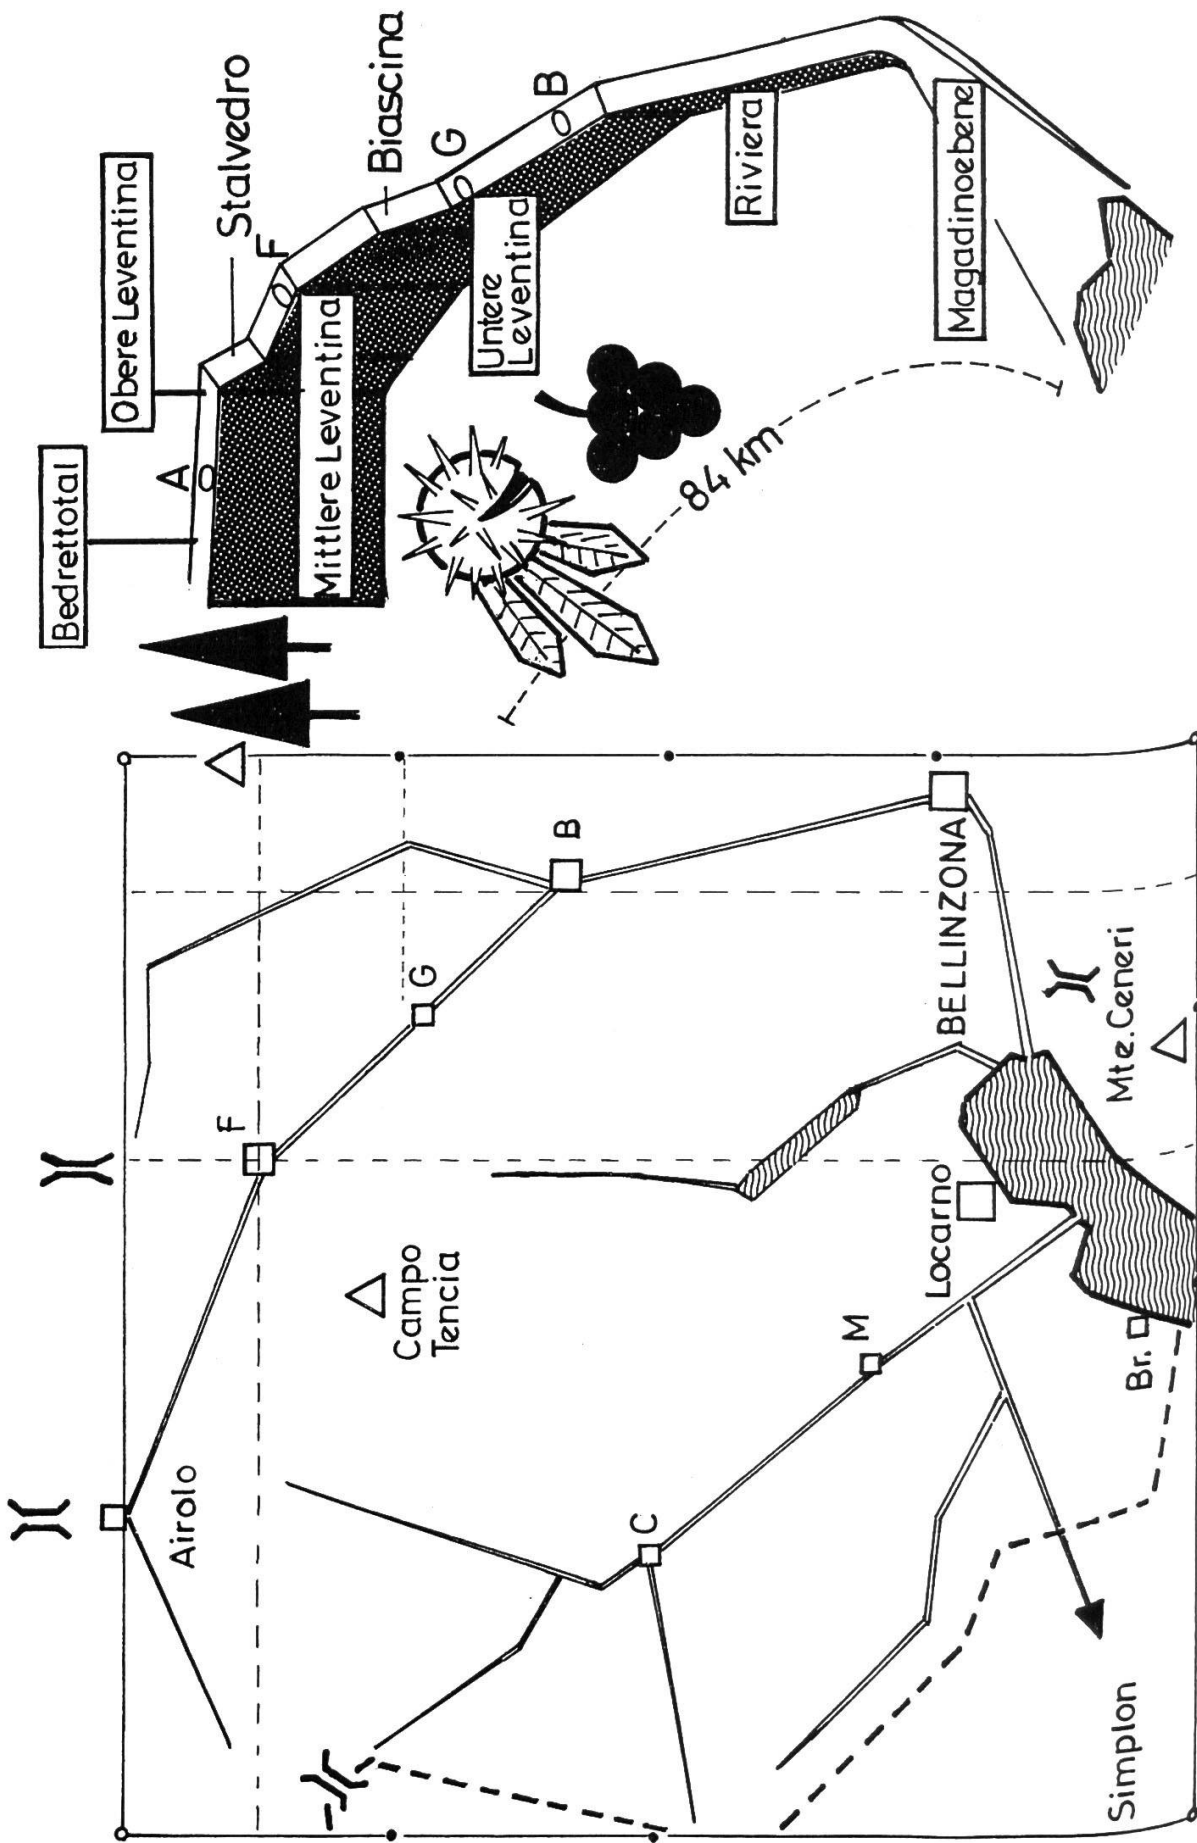 Airolo
F
G
B
Campo
Tencia
C
M
Locarno
BELLINZONA
Br.
Mte. Ceneri
Simplon
Bedrettotal
Obere Leventina
Stalvedro
A
F
Biascina
G
B
Mittlere Leventina
Untere
Leventina
Riviera
84 km
Magadinoebene